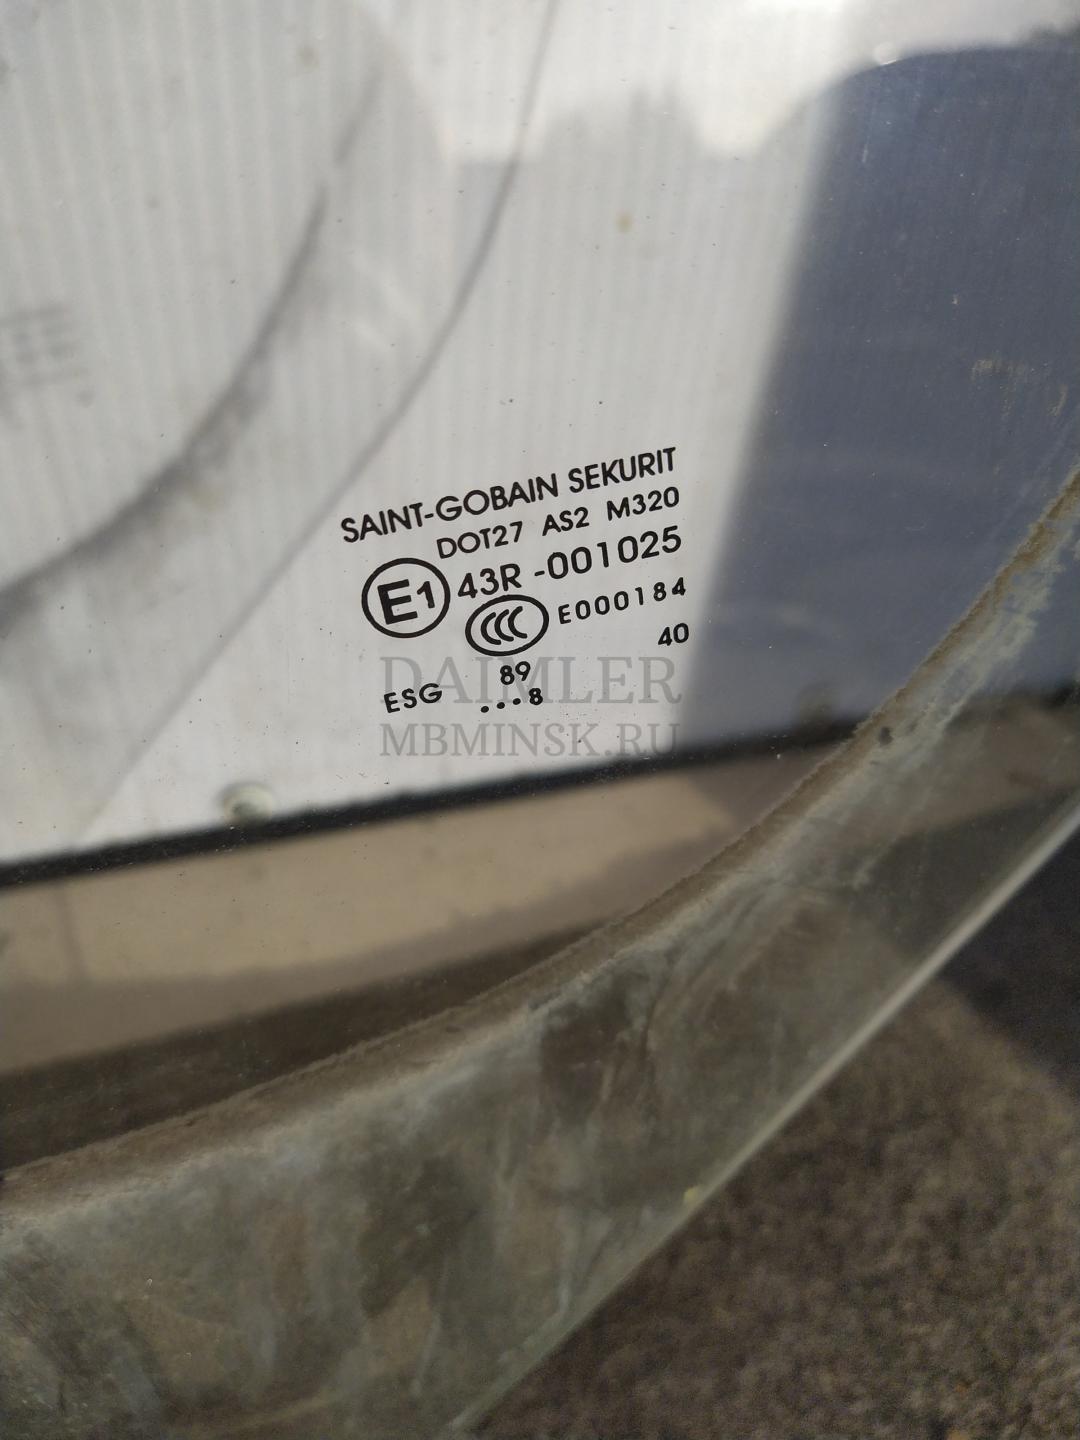 SAINT-GOBAIN SEKURIT
DOT27 AS2 M320
E1 43R -001025
CCC E000184
40
89
ESG ...8
DAIMLER
MBMINSK.RU